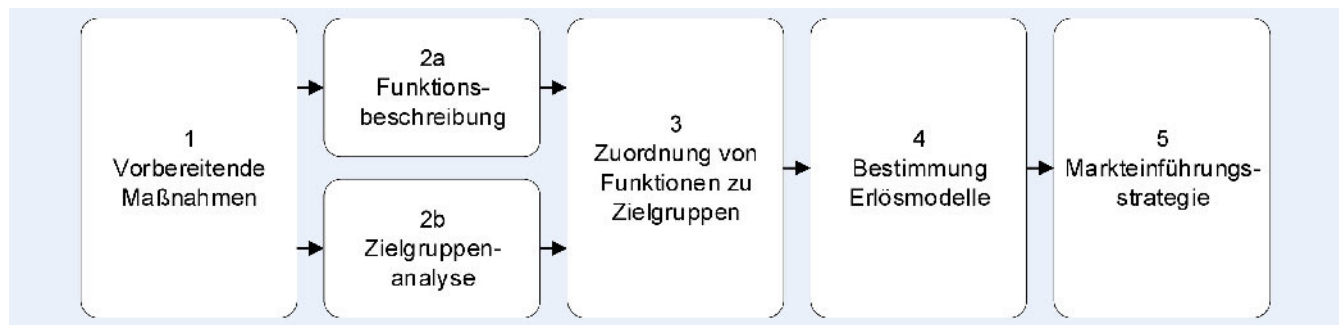 1
Vorbereitende
Maßnahmen
2a
Funktions-
beschreibung
2b
Zielgruppen-
analyse
3
Zuordnung von
Funktionen zu
Zielgruppen
4
Bestimmung
Erlösmodelle
5
Markteinführungs-
strategie